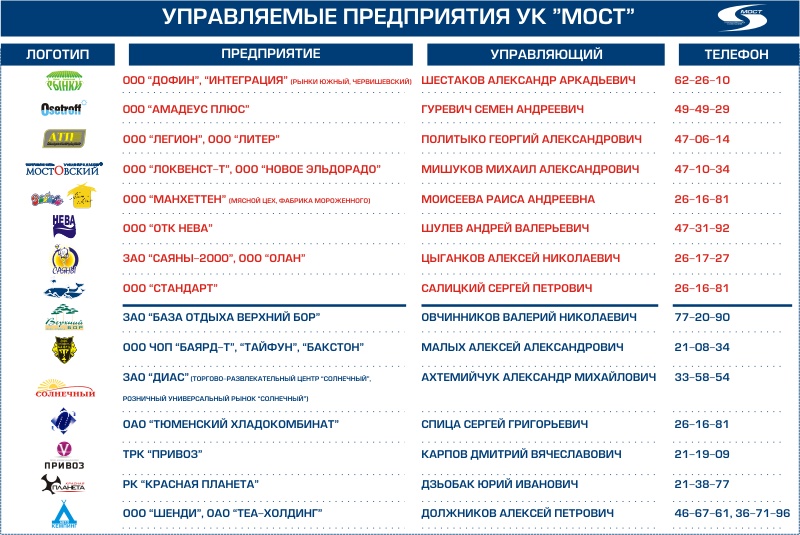 УПРАВЛЯЕМЫЕ ПРЕДПРИЯТИЯ УК "МОСТ"
МОСТ
ЛОГОТИП ПРЕДПРИЯТИЕ УПРАВЛЯЮЩИЙ ТЕЛЕФОН
РЫНКИ ООО "ДОФИН", "ИНТЕГРАЦИЯ" (РЫНКИ ЮЖНЫЙ, ЧЕРВИШЕВСКИЙ) ШЕСТАКОВ АЛЕКСАНДР АРКАДЬЕВИЧ 62-26-10
Osetroff ООО "АМАДЕУС ПЛЮС" ГУРЕВИЧ СЕМЕН АНДРЕЕВИЧ 49-49-29
АТП ООО "ЛЕГИОН", ООО "ЛИТЕР" ПОЛИТЫКО ГЕОРГИЙ АЛЕКСАНДРОВИЧ 47-06-14
МОСТОВСКИЙ ООО "ЛОКВЕНСТ-Т", ООО "НОВОЕ ЭЛЬДОРАДО" МИШУКОВ МИХАИЛ АЛЕКСАНДРОВИЧ 47-10-34
ООО "МАНХЕТТЕН" (МЯСНОЙ ЦЕХ, ФАБРИКА МОРОЖЕННОГО) МОИСЕЕВА РАИСА АНДРЕЕВНА 26-16-81
НЕВА ООО "ОТК НЕВА" ШУЛЕВ АНДРЕЙ ВАЛЕРЬЕВИЧ 47-31-92
САЯНЫ ЗАО "САЯНЫ-2000", ООО "ОЛАН" ЦЫГАНКОВ АЛЕКСЕЙ НИКОЛАЕВИЧ 26-17-27
ООО "СТАНДАРТ" САЛИЦКИЙ СЕРГЕЙ ПЕТРОВИЧ 26-16-81
Верхний БОР ЗАО "БАЗА ОТДЫХА ВЕРХНИЙ БОР" ОВЧИННИКОВ ВАЛЕРИЙ НИКОЛАЕВИЧ 77-20-90
ООО ЧОП "БАЯРД-Т", "ТАЙФУН", "БАКСТОН" МАЛЫХ АЛЕКСЕЙ АЛЕКСАНДРОВИЧ 21-08-34
ЗАО "ДИАС" (ТОРГОВО-РАЗВЛЕКАТЕЛЬНЫЙ ЦЕНТР "СОЛНЕЧНЫЙ", АХТЕМИЙЧУК АЛЕКСАНДР МИХАЙЛОВИЧ 33-58-54
СОЛНЕЧНЫЙ РОЗНИЧНЫЙ УНИВЕРСАЛЬНЫЙ РЫНОК "СОЛНЕЧНЫЙ")
ОАО "ТЮМЕНСКИЙ ХЛАДОКОМБИНАТ" СПИЦА СЕРГЕЙ ГРИГОРЬЕВИЧ 26-16-81
ПРИВОЗ ТРК "ПРИВОЗ" КАРПОВ ДМИТРИЙ ВЯЧЕСЛАВОВИЧ 21-19-09
КРАСНАЯ ПЛАНЕТА РК "КРАСНАЯ ПЛАНЕТА" ДЗЬОБАК ЮРИЙ ИВАНОВИЧ 21-38-77
КЕМПИНГ ООО "ШЕНДИ", ОАО "ТЕА-ХОЛДИНГ" ДОЛЖНИКОВ АЛЕКСЕЙ ПЕТРОВИЧ 46-67-61, 36-71-96